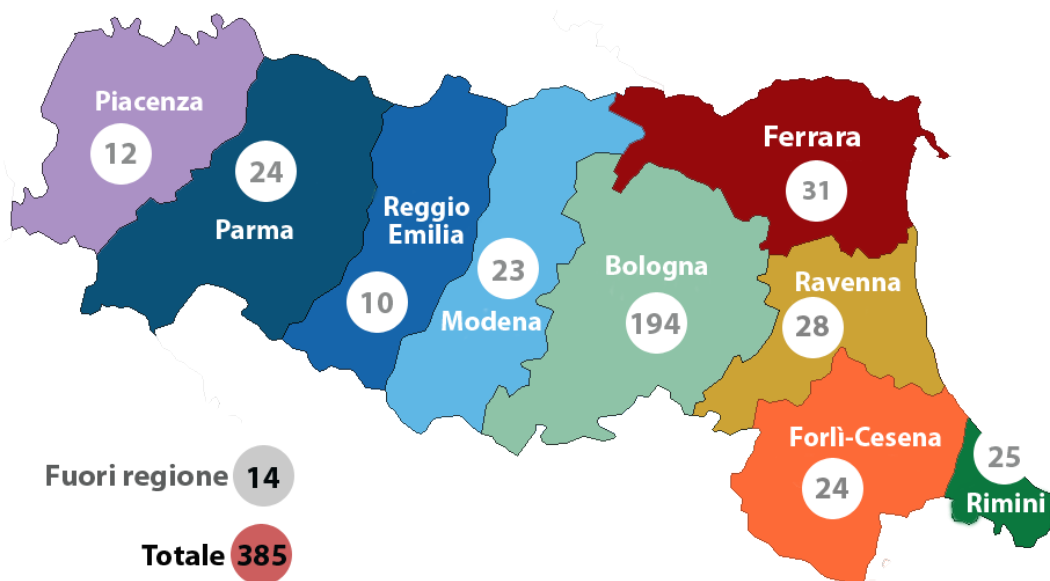 Piacenza
12
24
Parma
Reggio
Emilia
10
23
Modena
Bologna
194
Ferrara
31
Ravenna
28
Forlì-Cesena
24
25
Rimini
Fuori regione 14
Totale 385